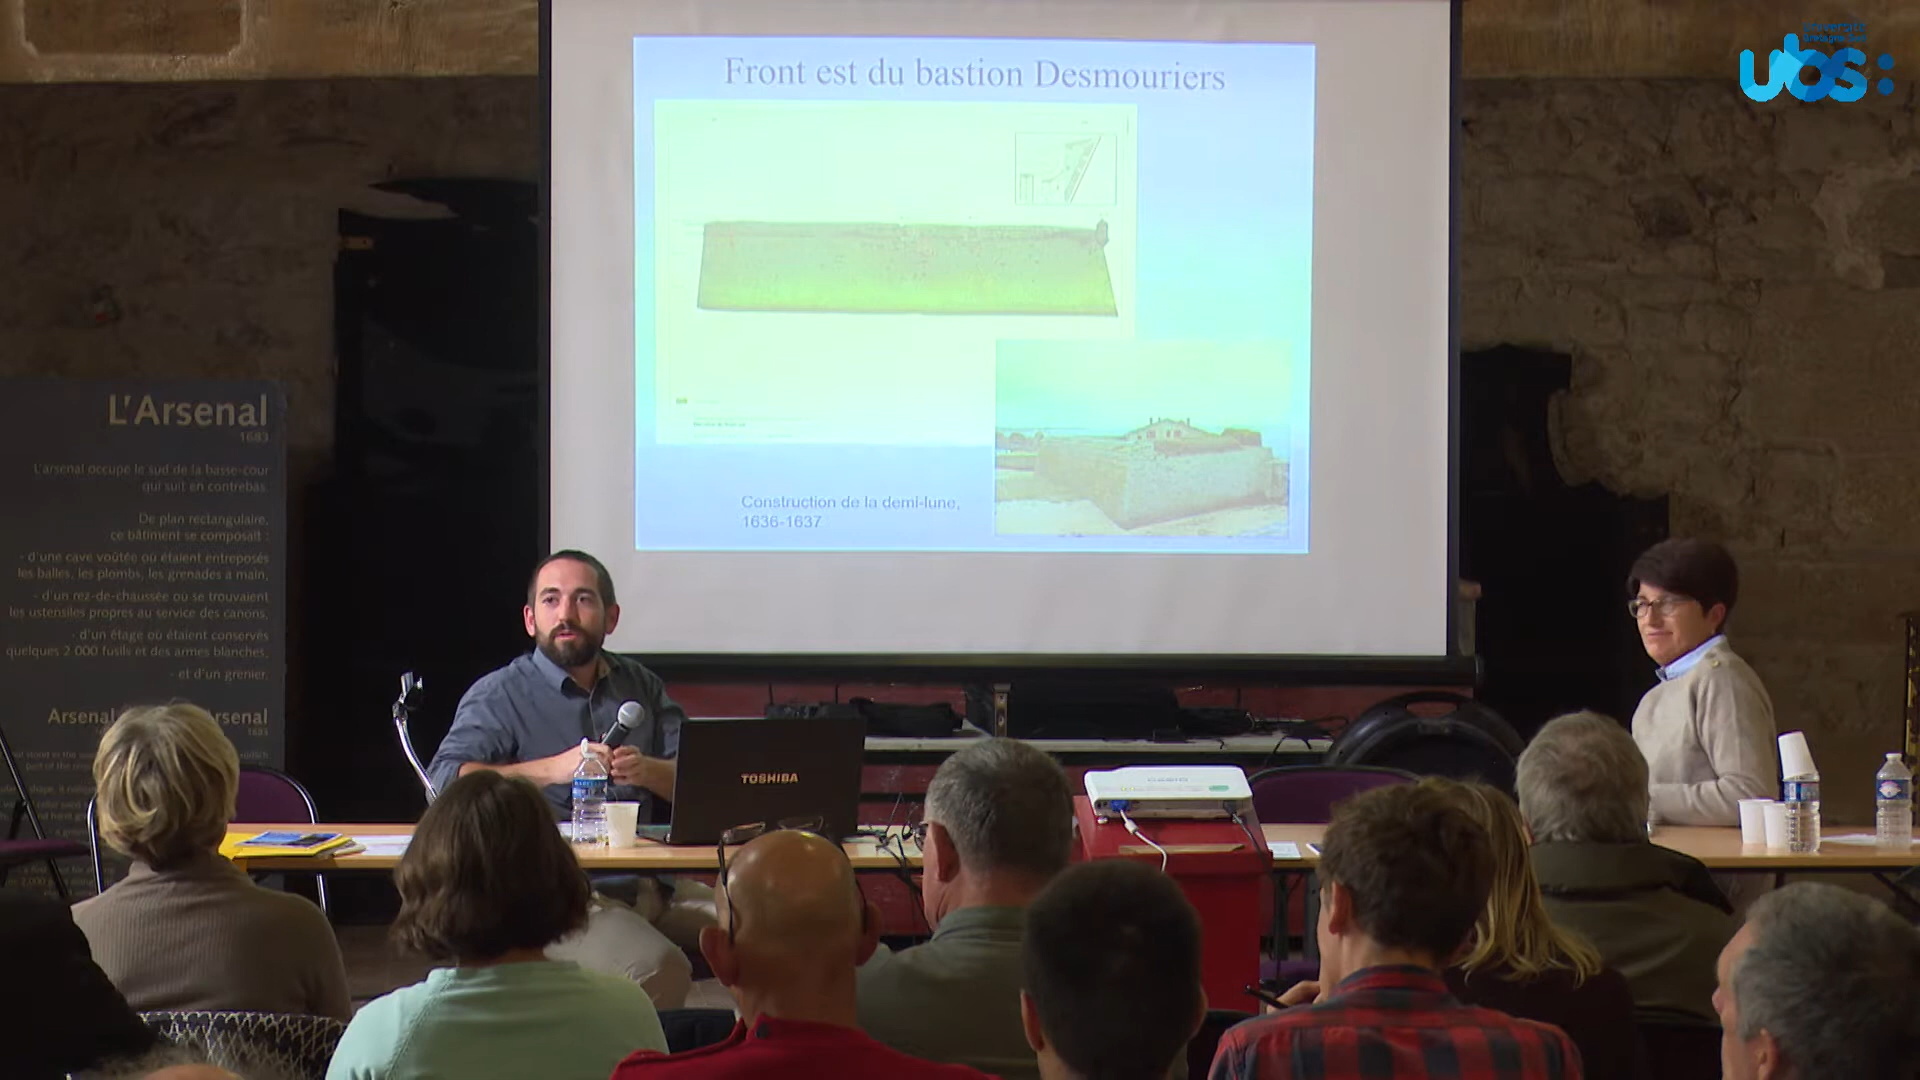 Front est du bastion Desmouriers
Construction de la demi-lune,
1636-1637
ubs:
L'Arsenal
1683
L'arsenal occupe le sud de la basse-cour
qui suit en contrebas.
De plan rectangulaire,
ce bâtiment se composait :
- d'une cave voûtée où étaient entreposés
les balles, les plombs, les grenades a main,
- d'un rez-de-chaussée ou se trouvaient
les ustensiles propres au service des canons,
- d'un étage où étaient conservés
quelques 2 000 fusils et des armes blanches,
- et d'un grenier.
Arsenal Arsenal
1683
TOSHIBA